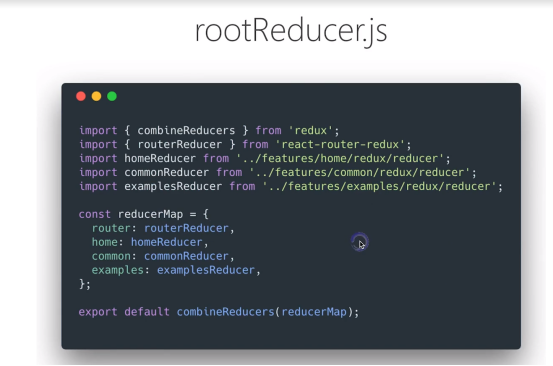 rootReducer.js
import { combineReducers } from 'redux';
import { routerReducer } from 'react-router-redux';
import homeReducer from '../features/home/redux/reducer';
import commonReducer from '../features/common/redux/reducer';
import examplesReducer from '../features/examples/redux/reducer';
const reducerMap = {
router: routerReducer,
home: homeReducer,
common: commonReducer,
examples: examplesReducer,
};
export default combineReducers(reducerMap);